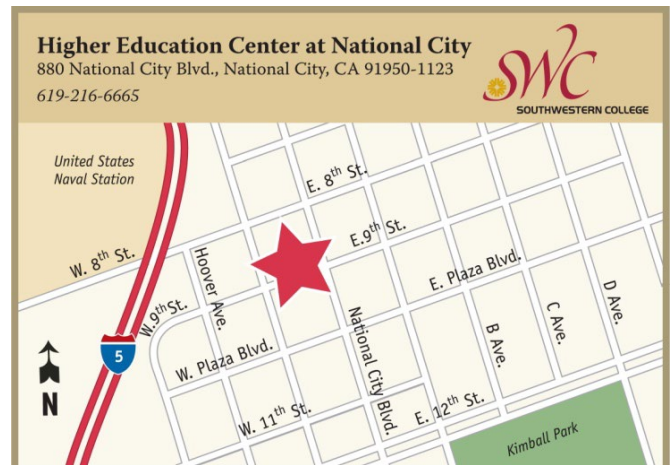 Higher Education Center at National City
880 National City Blvd., National City, CA 91950-1123
619-216-6665
SWC
SOUTHWESTERN COLLEGE
United States
Naval Station
E. 8th St.
E.9th St.
W. 8th St.
Hoover Ave.
E. Plaza Blvd.
W.9thSt.
National City Blvd.
D Ave.
C Ave.
B Ave.
5
W. Plaza Blvd.
N
W. 11th St.
E. 12th St.
Kimball Park